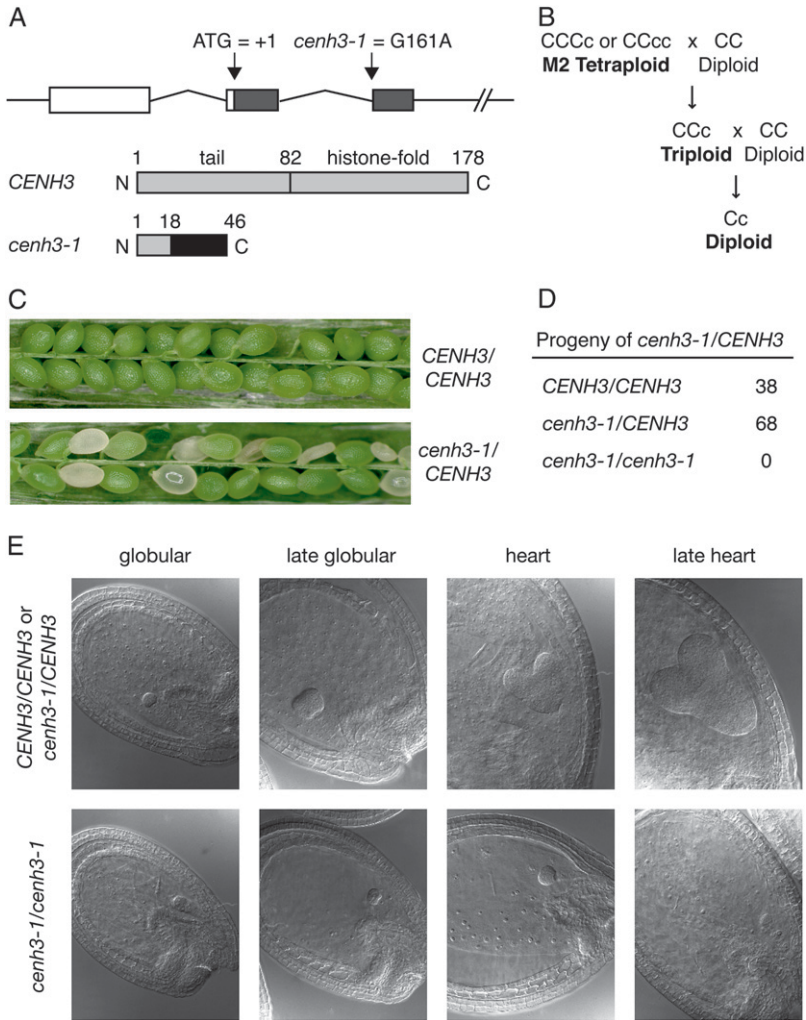 A
ATG = +1 cenh3-1 = G161A
1 tail 82 histone-fold 178
CENH3 N C
1 18 46
cenh3-1 N C
B
CCCc or CCcc x CC
M2 Tetraploid Diploid
CCc x CC
Triploid Diploid
Cc
Diploid
C
CENH3/
CENH3
cenh3-1/
CENH3
D
Progeny of cenh3-1/CENH3
CENH3/CENH3 38
cenh3-1/CENH3 68
cenh3-1/cenh3-1 0
E
globular late globular heart late heart
CENH3/CENH3 or
cenh3-1/CENH3
cenh3-1/cenh3-1